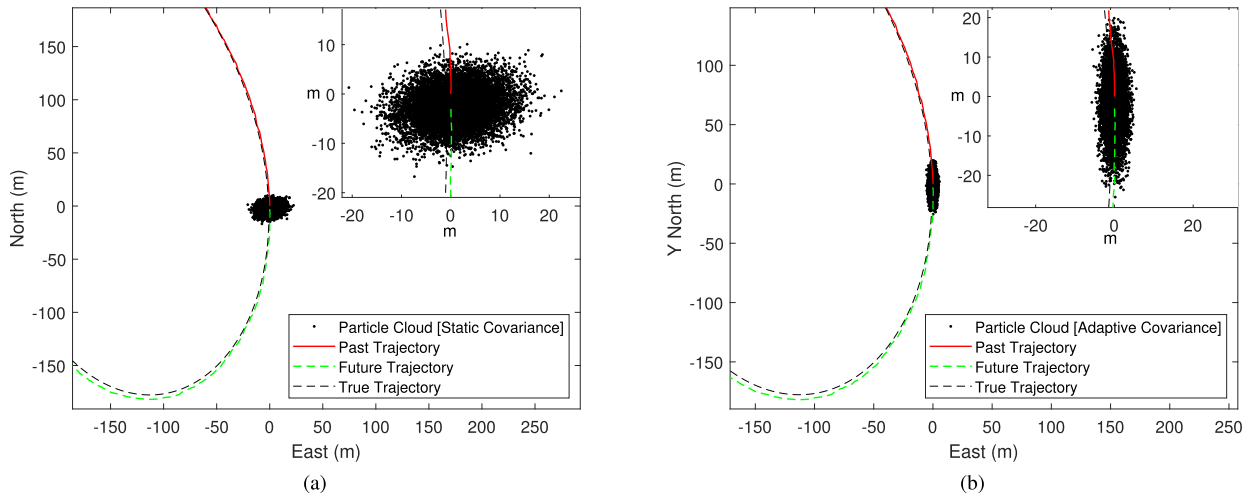 150
100
50
0
-50
-100
-150
North (m)
-150 -100 -50 0 50 100 150 200 250
East (m)
10
m 0
-10
-20
-20 -10 0 10 20
m
Particle Cloud [Static Covariance]
Past Trajectory
Future Trajectory
True Trajectory
(a)
100
50
0
-50
-100
-150
Y North (m)
-150 -100 -50 0 50 100 150 200 250
East (m)
20
10
m 0
-10
-20
-20 0 20
m
Particle Cloud [Adaptive Covariance]
Past Trajectory
Future Trajectory
True Trajectory
(b)